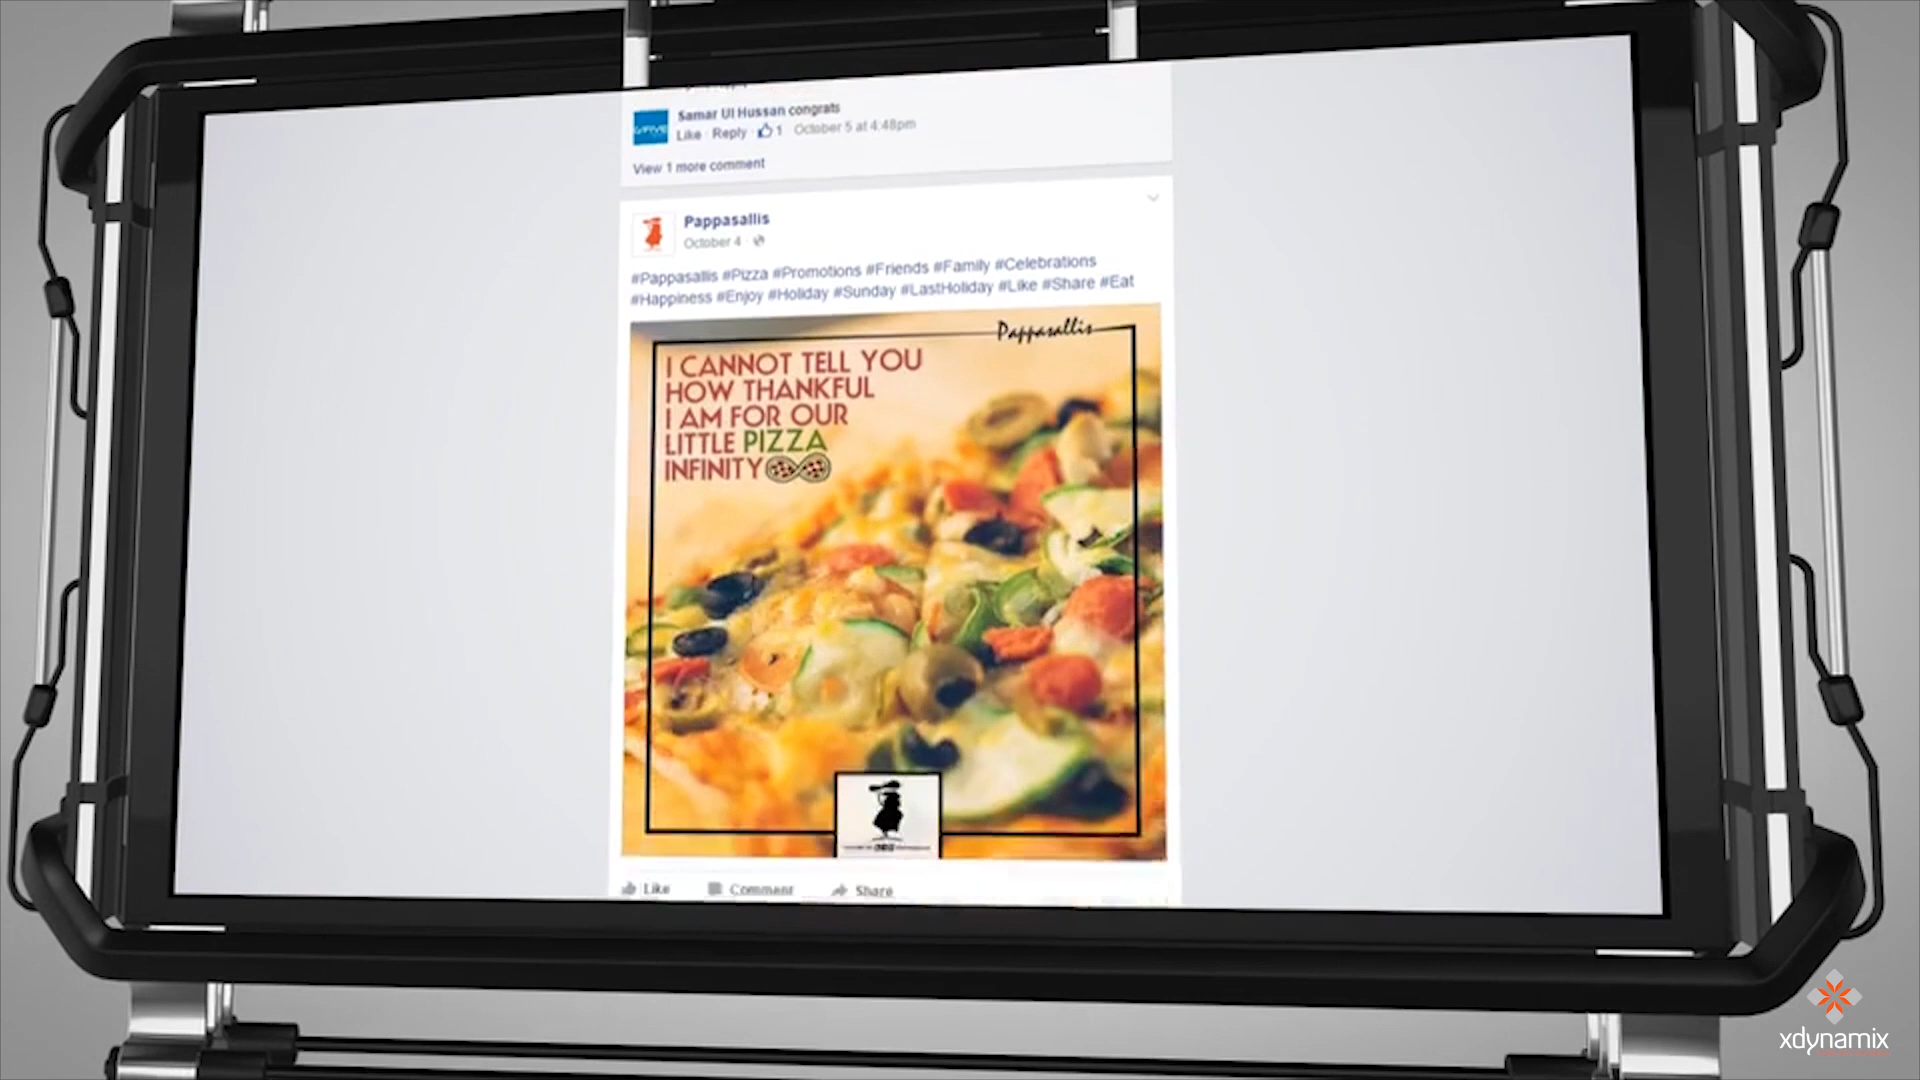 Samar Ul Hussan congrats
Like · Reply · 1 · October 5 at 4:48pm
View 1 more comment
Pappasallis
October 4 ·
#Pappasallis #Pizza #Promotions #Friends #Family #Celebrations
#Happiness #Enjoy #Holiday #Sunday #LastHoliday #Like #Share #Eat
Pappasallis
I CANNOT TELL YOU
HOW THANKFUL
I AM FOR OUR
LITTLE PIZZA
INFINITY
Like Comment Share
xdynamix